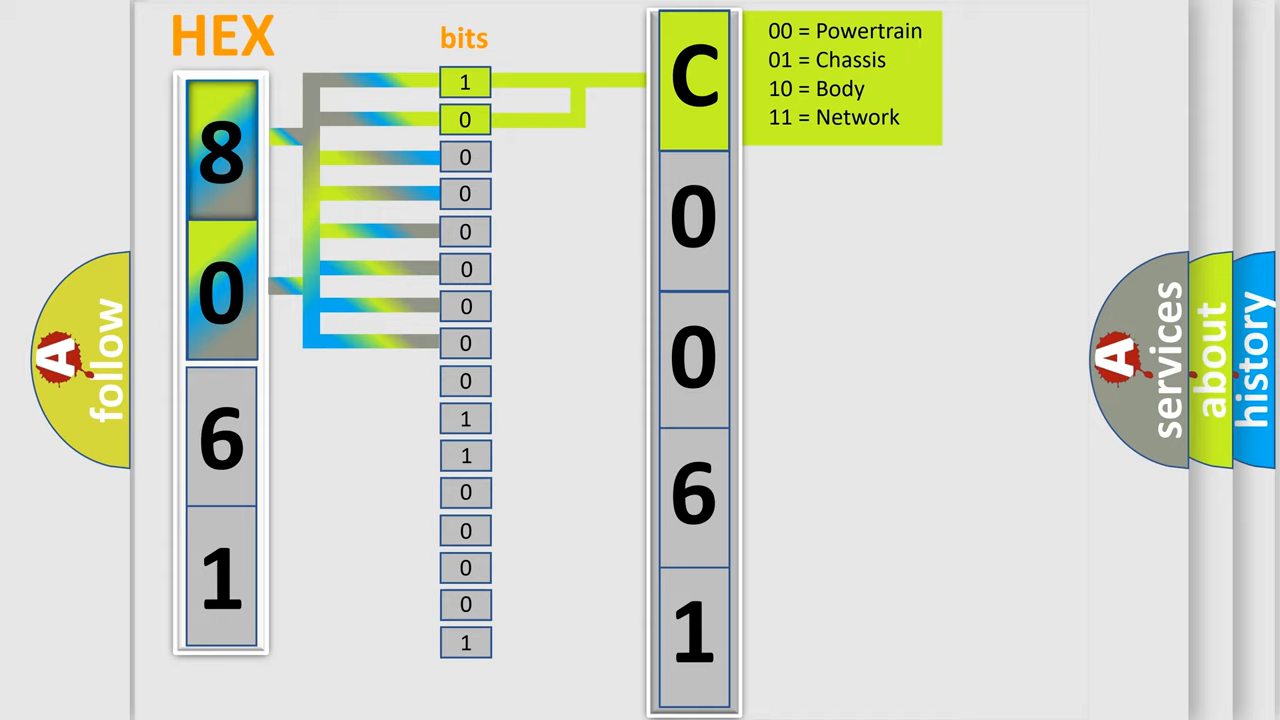 HEX
bits
8
0
6
1
1
0
0
0
0
0
0
0
0
1
1
0
0
0
0
1
C
0
0
6
1
00 = Powertrain
01 = Chassis
10 = Body
11 = Network
A
follow
A
services
about
history